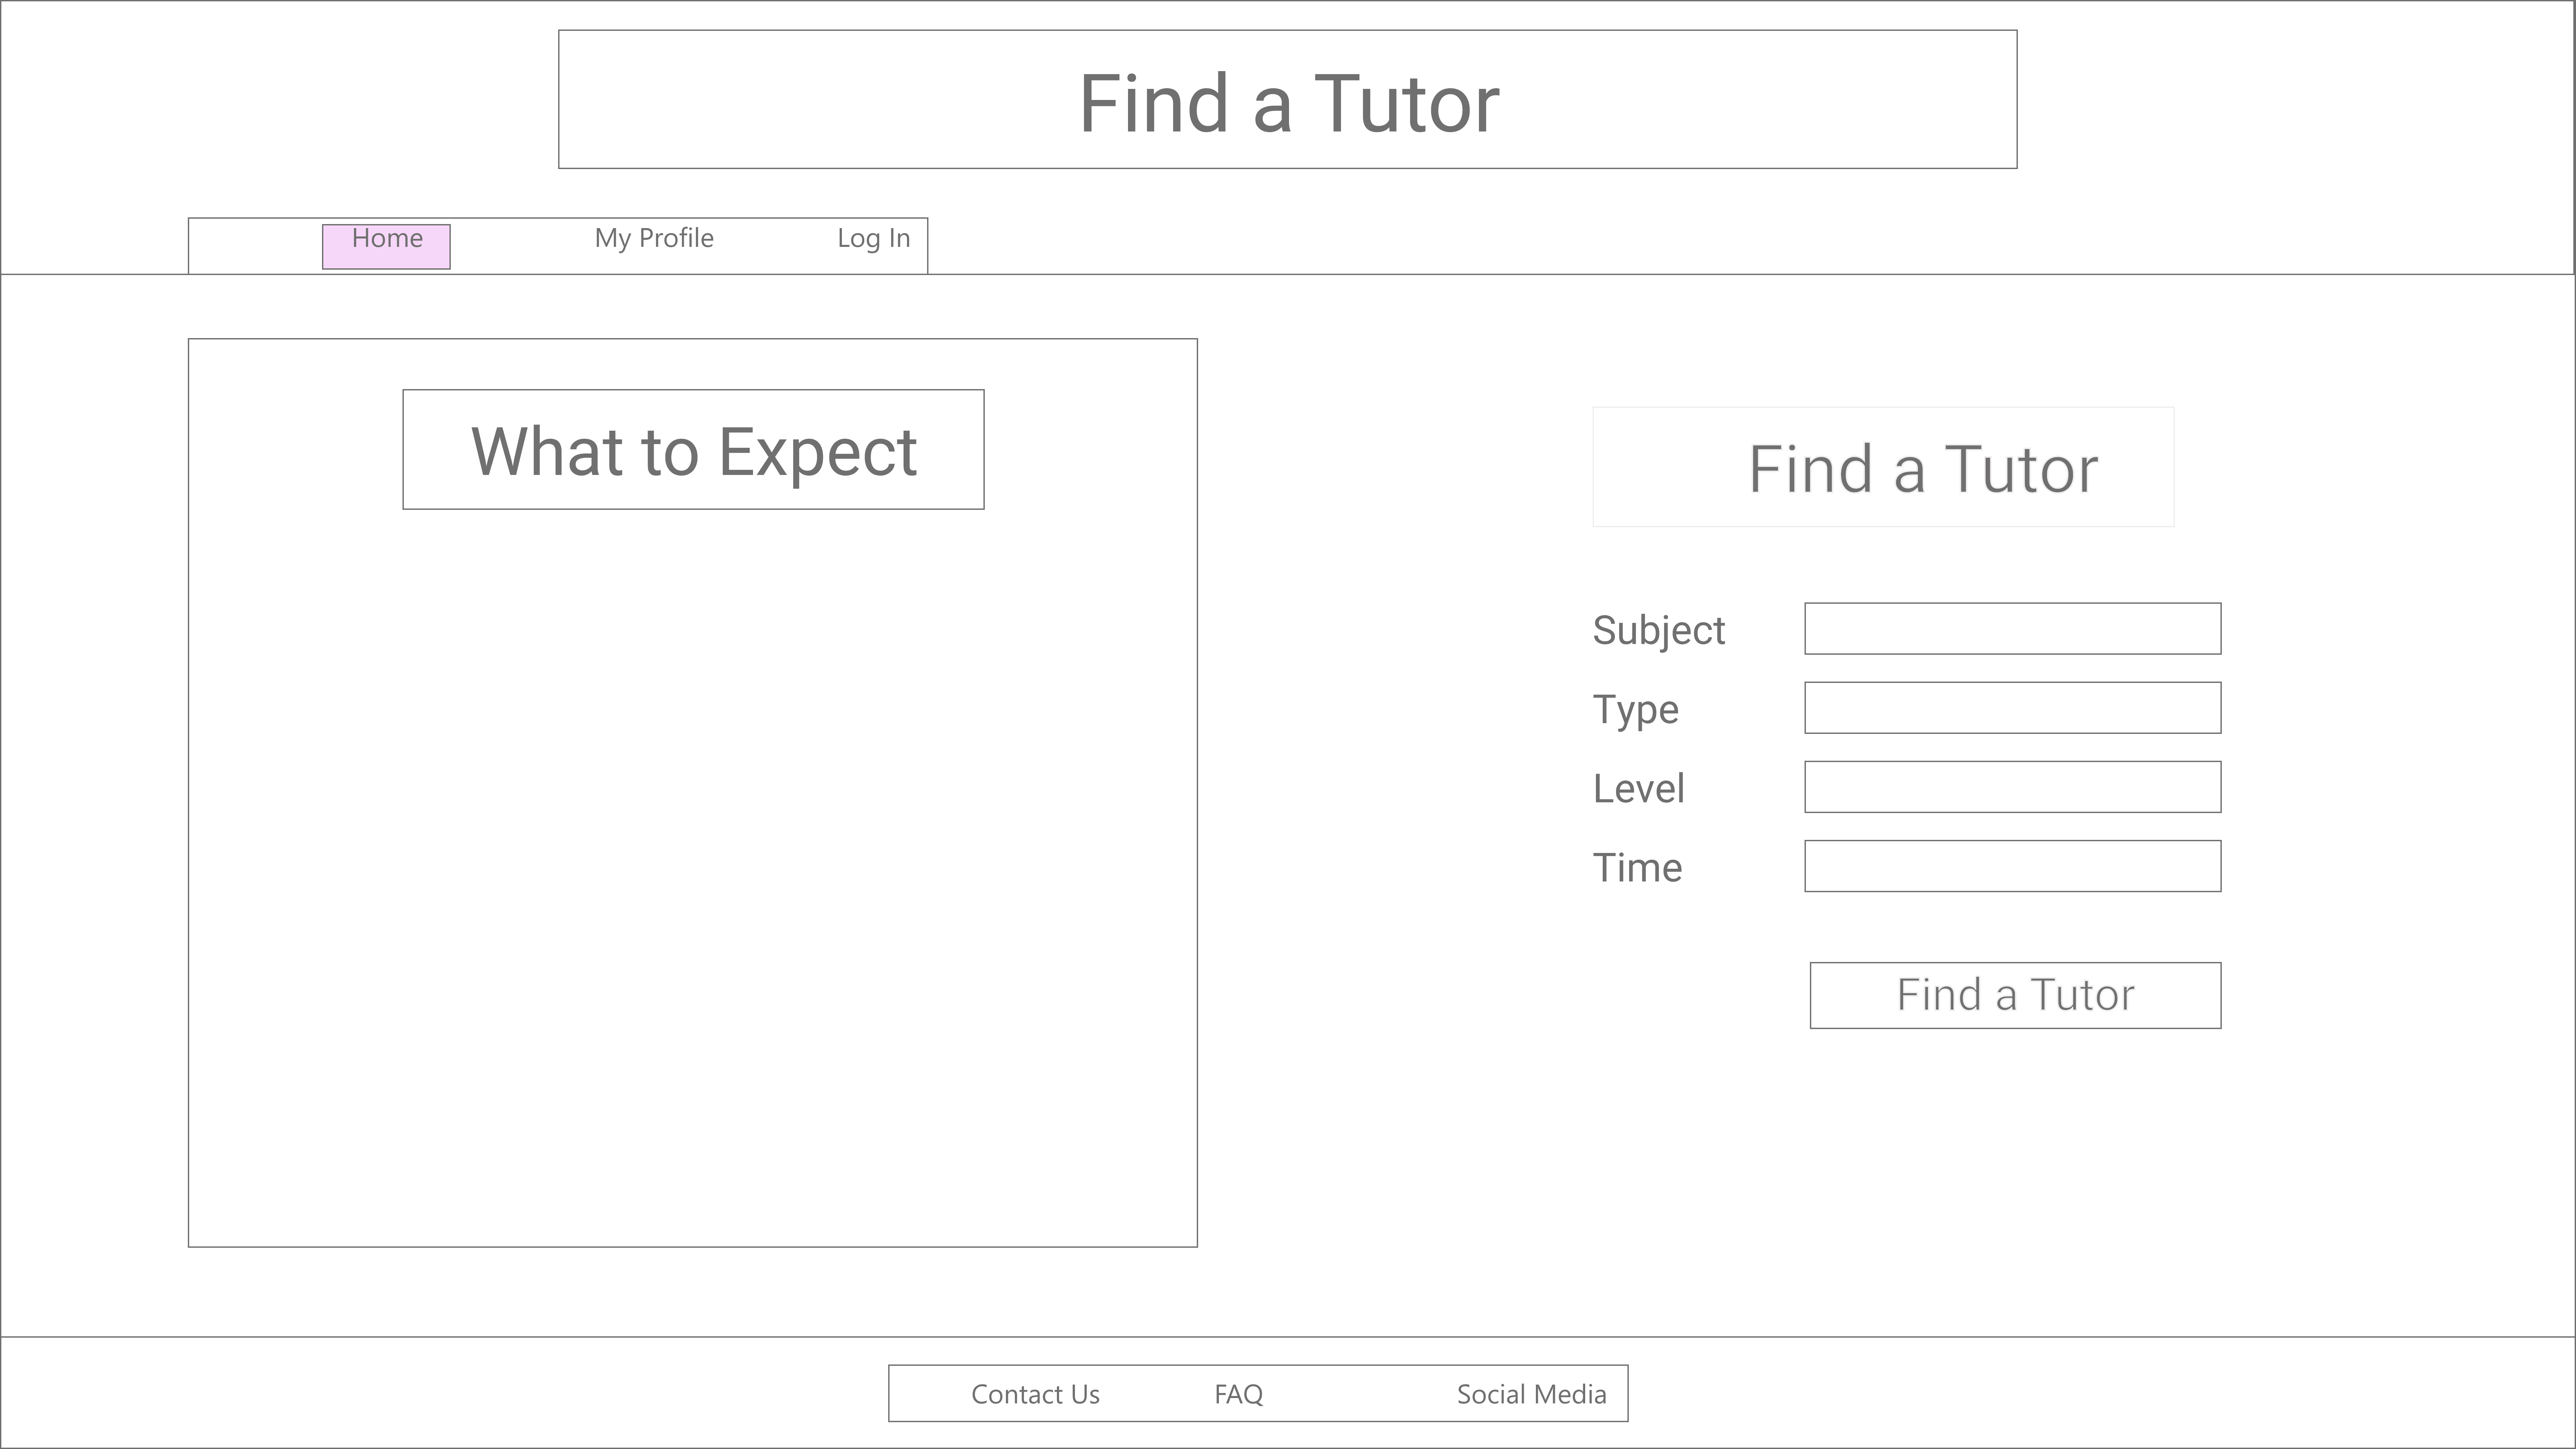 Find a Tutor
Home My Profile Log In
What to Expect
Find a Tutor
Subject
Type
Level
Time
Find a Tutor
Contact Us FAQ Social Media